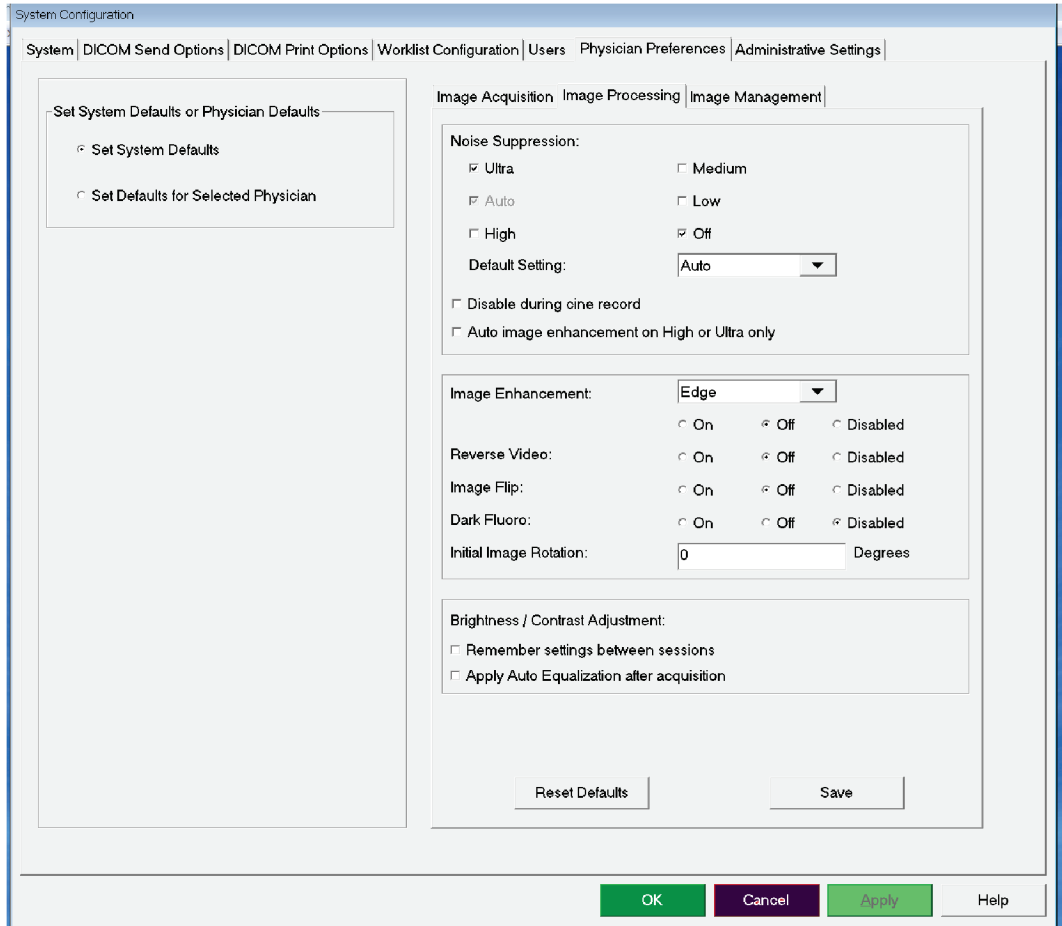 System Configuration
System DICOM Send Options DICOM Print Options Worklist Configuration Users Physician Preferences Administrative Settings
Set System Defaults or Physician Defaults
Set System Defaults
Set Defaults for Selected Physician
Image Acquisition Image Processing Image Management
Noise Suppression:
Ultra Medium
Auto Low
High Off
Default Setting: Auto
Disable during cine record
Auto image enhancement on High or Ultra only
Image Enhancement: Edge
On Off Disabled
Reverse Video: On Off Disabled
Image Flip: On Off Disabled
Dark Fluoro: On Off Disabled
Initial Image Rotation: 0 Degrees
Brightness / Contrast Adjustment:
Remember settings between sessions
Apply Auto Equalization after acquisition
Reset Defaults Save
OK Cancel Apply Help